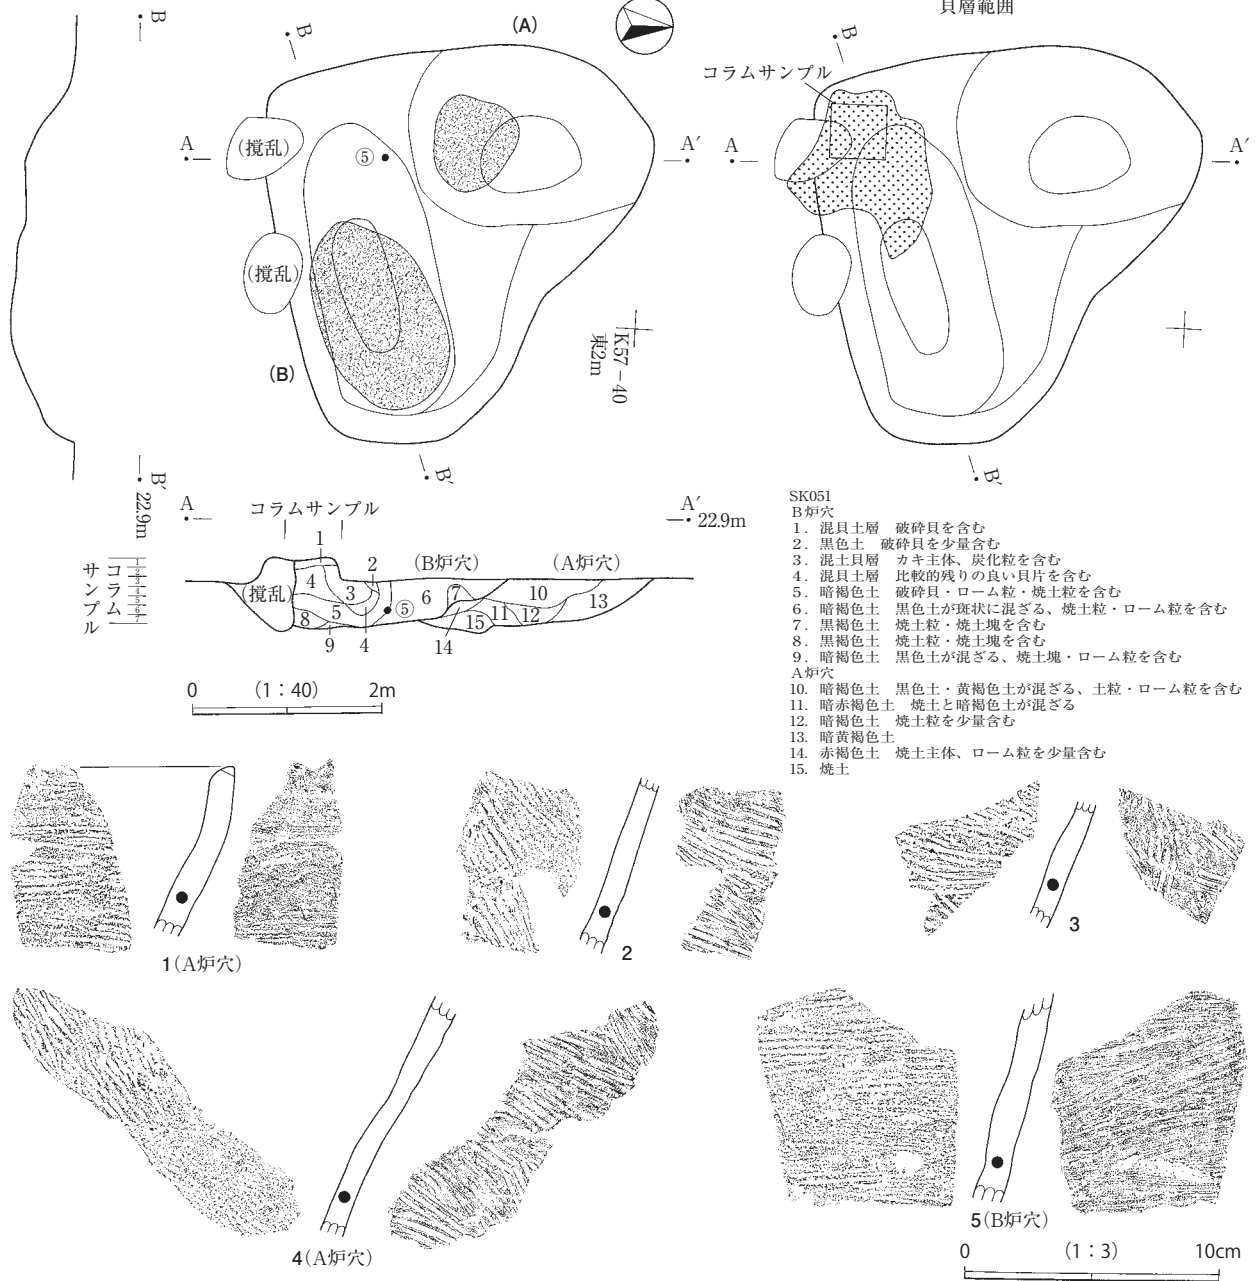 貝層範囲
B
(A)
B
B
コラムサンプル
A
(撹乱)
⑤
A′
A
A′
(撹乱)
K57－40
東2m
(B)
B′
22.9m
B′
B′
A
コラムサンプル
A′
22.9m
コラム
サンプル
1
2
3
4
5
6
7
1
2
(B炉穴)
(A炉穴)
(撹乱)
4
3
⑤
6
7
10
13
5
8
11
12
15
9
4
14
0
(1：40)
2m
SK051
B炉穴
1. 混貝土層　破砕貝を含む
2. 黒色土　破砕貝を少量含む
3. 混土貝層　カキ主体、炭化粒を含む
4. 混貝土層　比較的残りの良い貝片を含む
5. 暗褐色土　破砕貝・ローム粒・焼土粒を含む
6. 暗褐色土　黒色土が斑状に混ざる、焼土粒・ローム粒を含む
7. 黒褐色土　焼土粒・焼土塊を含む
8. 黒褐色土　焼土粒・焼土塊を含む
9. 暗褐色土　黒色土が混ざる、焼土塊・ローム粒を含む
A炉穴
10. 暗褐色土　黒色土・黄褐色土が混ざる、土粒・ローム粒を含む
11. 暗赤褐色土　焼土と暗褐色土が混ざる
12. 暗褐色土　焼土粒を少量含む
13. 暗黄褐色土
14. 赤褐色土　焼土主体、ローム粒を少量含む
15. 焼土
1(A炉穴)
2
3
4(A炉穴)
5(B炉穴)
0
(1：3)
10cm